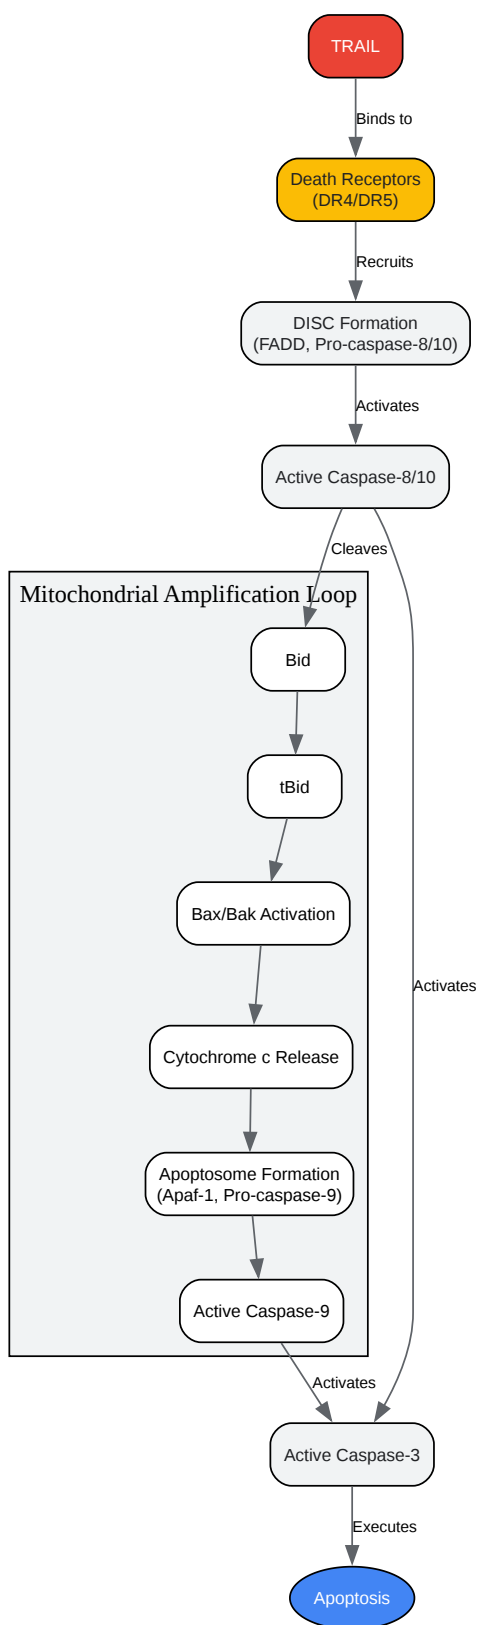 TRAIL
Binds to
Death Receptors
(DR4/DR5)
Recruits
DISC Formation
(FADD, Pro-caspase-8/10)
Activates
Active Caspase-8/10
Cleaves
Mitochondrial Amplification Loop
Bid
tBid
Bax/Bak Activation
Activates
Cytochrome c Release
Apoptosome Formation
(Apaf-1, Pro-caspase-9)
Active Caspase-9
Activates
Active Caspase-3
Executes
Apoptosis